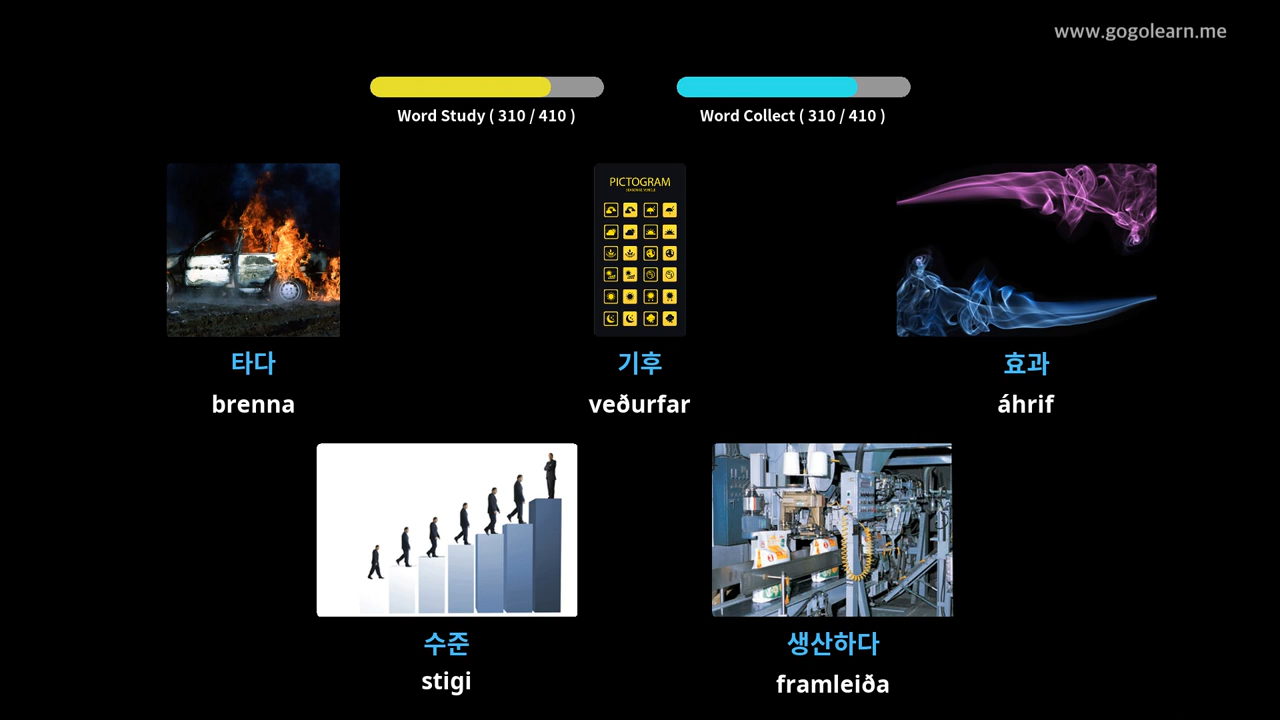 www.gogolearn.me
Word Study ( 310 / 410 )
Word Collect ( 310 / 410 )
PICTOGRAM
타다
brenna
기후
veðurfar
효과
áhrif
수준
stigi
생산하다
framleiða